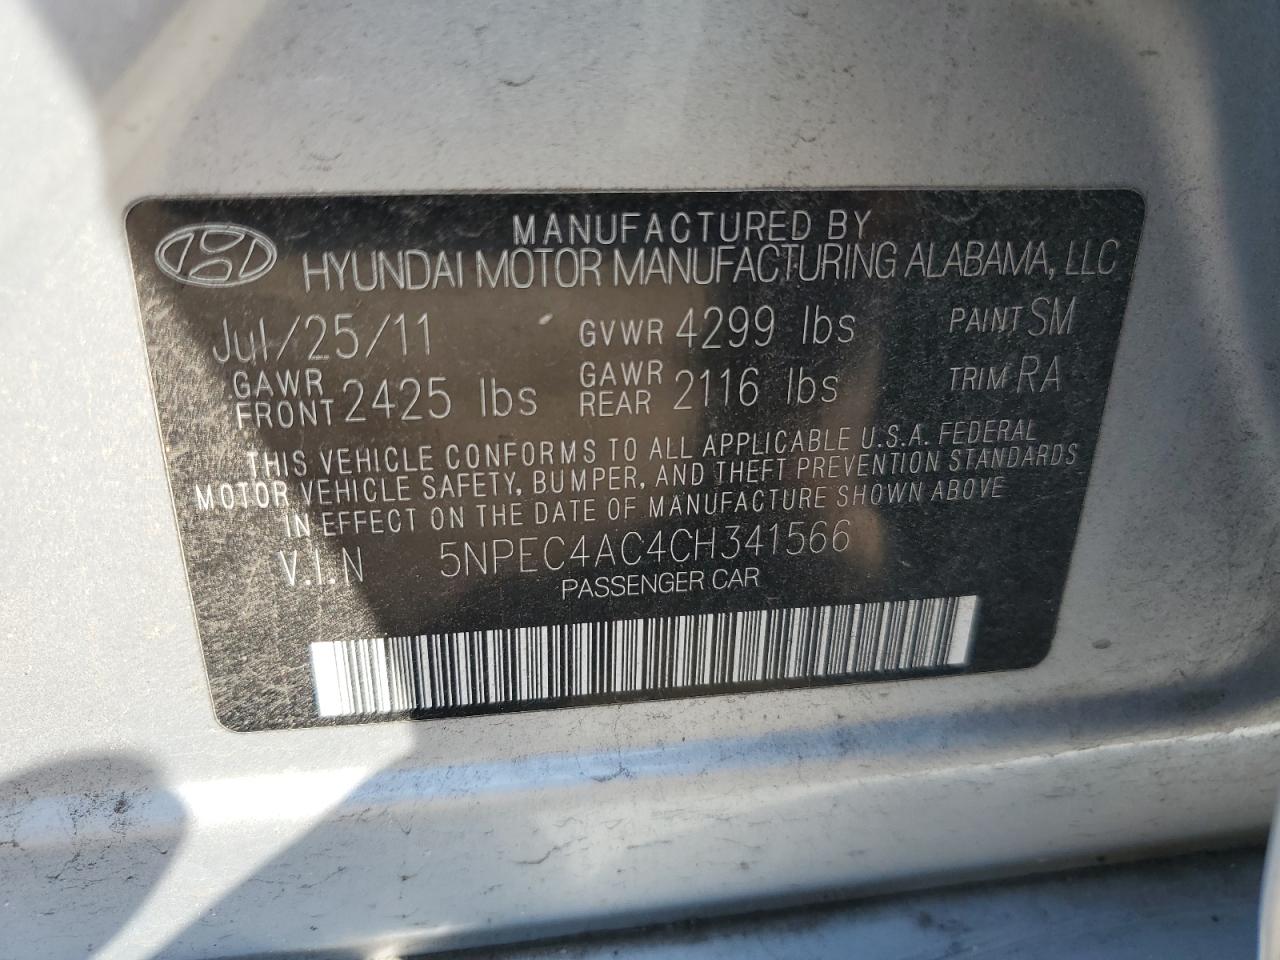 MANUFACTURED BY
HYUNDAI MOTOR MANUFACTURING ALABAMA, LLC
Jul/25/11 GVWR 4299 lbs PAINT SM
GAWR FRONT 2425 lbs GAWR REAR 2116 lbs TRIM RA
THIS VEHICLE CONFORMS TO ALL APPLICABLE U.S.A. FEDERAL
MOTOR VEHICLE SAFETY, BUMPER, AND THEFT PREVENTION STANDARDS
IN EFFECT ON THE DATE OF MANUFACTURE SHOWN ABOVE
V.I.N 5NPEC4AC4CH341566
PASSENGER CAR